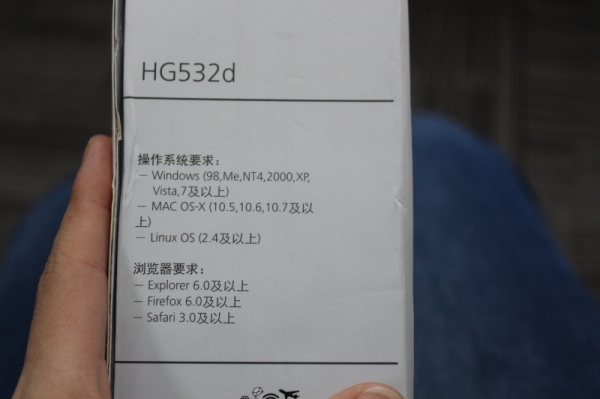 HG532d
操作系统要求：
— Windows (98,Me,NT4,2000,XP,
Vista,7及以上)
— MAC OS-X (10.5,10.6,10.7及以
上)
— Linux OS (2.4及以上)
浏览器要求：
— Explorer 6.0及以上
— Firefox 6.0及以上
— Safari 3.0及以上